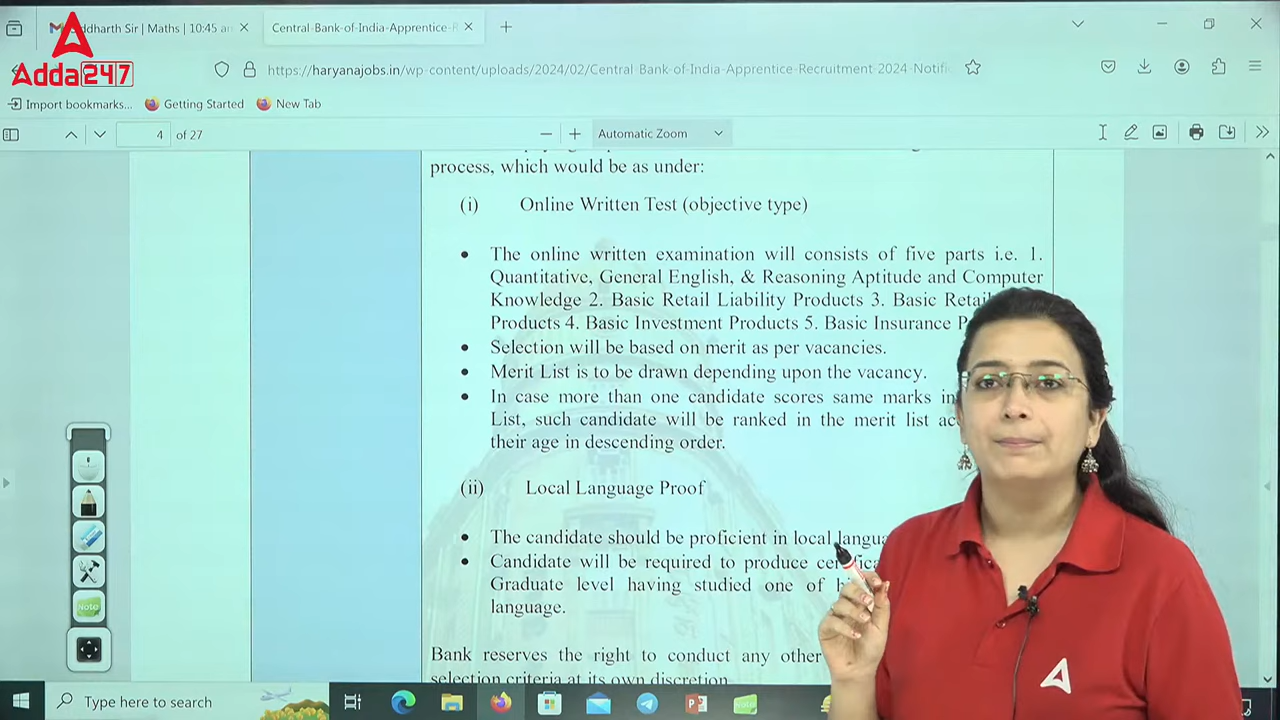 ddharth Sir | Maths | 10:45 a
Central-Bank-of-India-Apprentice-R
Adda247
https://haryanajobs.in/wp-content/uploads/2024/02/Central-Bank-of-India-Apprentice-Recruitment-2024-Notific
Import bookmarks...
Getting Started
New Tab
4 of 27
Automatic Zoom
process, which would be as under:
(i) Online Written Test (objective type)
• The online written examination will consists of five parts i.e. 1.
Quantitative, General English, & Reasoning Aptitude and Computer
Knowledge 2. Basic Retail Liability Products 3. Basic Retail
Products 4. Basic Investment Products 5. Basic Insurance P
• Selection will be based on merit as per vacancies.
• Merit List is to be drawn depending upon the vacancy.
• In case more than one candidate scores same marks in
List, such candidate will be ranked in the merit list acc
their age in descending order.
(ii) Local Language Proof
• The candidate should be proficient in local langua
• Candidate will be required to produce certifica
Graduate level having studied one of
language.
Bank reserves the right to conduct any other
selection criteria at its own discretion
Note
Type here to search